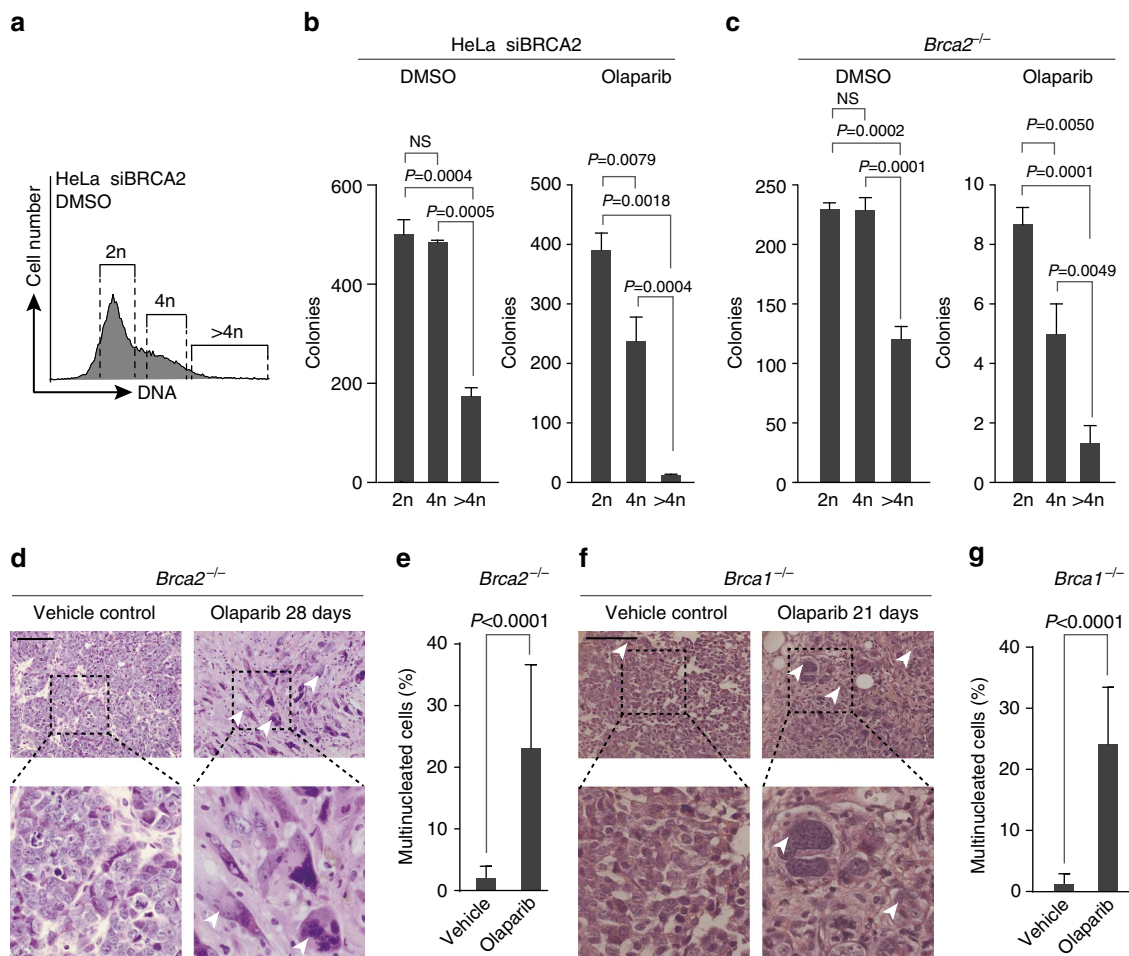 a
HeLa siBRCA2
DMSO
Cell number
2n
4n
>4n
DNA
b
HeLa siBRCA2
DMSO
Olaparib
NS
P=0.0004
P=0.0005
Colonies
600
400
200
0
2n 4n >4n
P=0.0079
P=0.0018
P=0.0004
Colonies
500
400
300
200
100
0
2n 4n >4n
c
Brca2–/–
DMSO
Olaparib
NS
P=0.0002
P=0.0001
Colonies
250
200
150
100
50
0
2n 4n >4n
P=0.0050
P=0.0001
P=0.0049
Colonies
10
8
6
4
2
0
2n 4n >4n
d
Brca2–/–
Vehicle control
Olaparib 28 days
e
Brca2–/–
P<0.0001
Multinucleated cells (%)
40
30
20
10
0
Vehicle
Olaparib
f
Brca1–/–
Vehicle control
Olaparib 21 days
g
Brca1–/–
P<0.0001
Multinucleated cells (%)
40
30
20
10
0
Vehicle
Olaparib